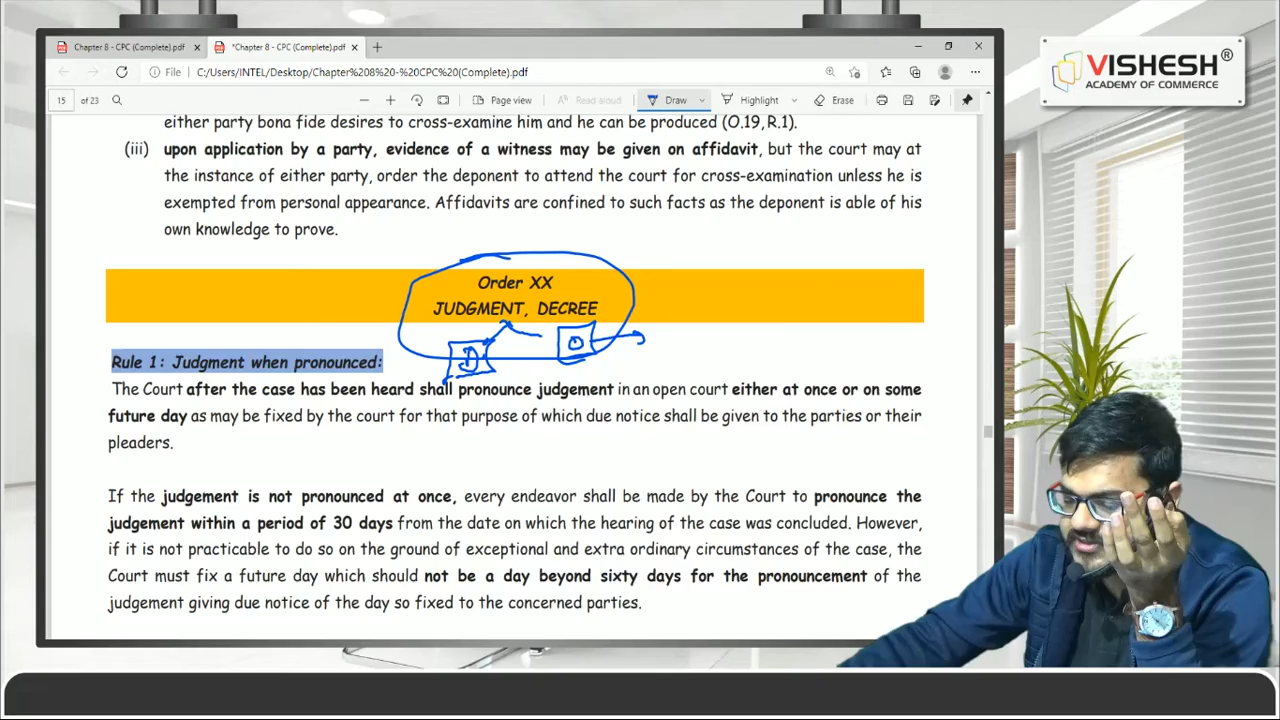 Chapter 8 - CPC (Complete).pdf
*Chapter 8 - CPC (Complete).pdf
File
C:/Users/INTEL/Desktop/Chapter%208%20-%20CPC%20(Complete).pdf
15 of 23
Page view
Read aloud
Draw
Highlight
Erase
VISHESH®
ACADEMY OF COMMERCE
either party bona fide desires to cross-examine him and he can be produced (O.19, R.1).
(iii) upon application by a party, evidence of a witness may be given on affidavit, but the court may at
the instance of either party, order the deponent to attend the court for cross-examination unless he is
exempted from personal appearance. Affidavits are confined to such facts as the deponent is able of his
own knowledge to prove.
Order XX
JUDGMENT, DECREE
D
O
Rule 1: Judgment when pronounced:
The Court after the case has been heard shall pronounce judgement in an open court either at once or on some
future day as may be fixed by the court for that purpose of which due notice shall be given to the parties or their
pleaders.
If the judgement is not pronounced at once, every endeavor shall be made by the Court to pronounce the
judgement within a period of 30 days from the date on which the hearing of the case was concluded. However,
if it is not practicable to do so on the ground of exceptional and extra ordinary circumstances of the case, the
Court must fix a future day which should not be a day beyond sixty days for the pronouncement of the
judgement giving due notice of the day so fixed to the concerned parties.